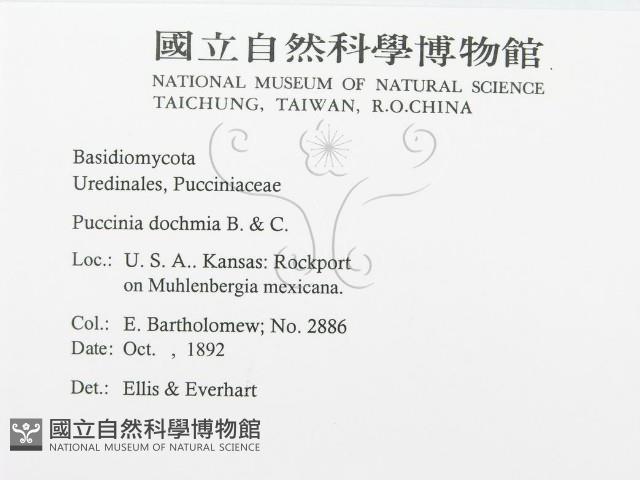 國立自然科學博物館
NATIONAL MUSEUM OF NATURAL SCIENCE
TAICHUNG, TAIWAN, R.O.CHINA
Basidiomycota
Uredinales, Pucciniaceae
Puccinia dochmia B. & C.
Loc.: U. S. A.. Kansas: Rockport
on Muhlenbergia mexicana.
Col.: E. Bartholomew; No. 2886
Date: Oct. , 1892
Det.: Ellis & Everhart
國立自然科學博物館
NATIONAL MUSEUM OF NATURAL SCIENCE